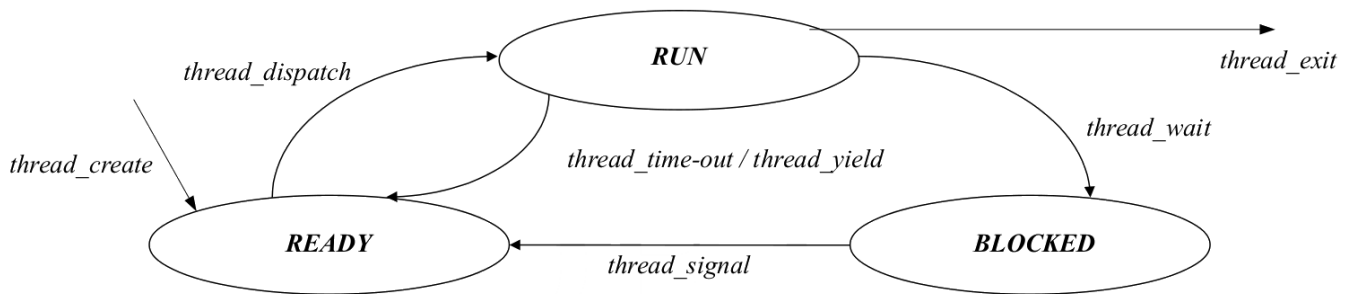 RUN
thread_exit
thread_dispatch
thread_wait
thread_create
thread_time-out / thread_yield
READY
BLOCKED
thread_signal